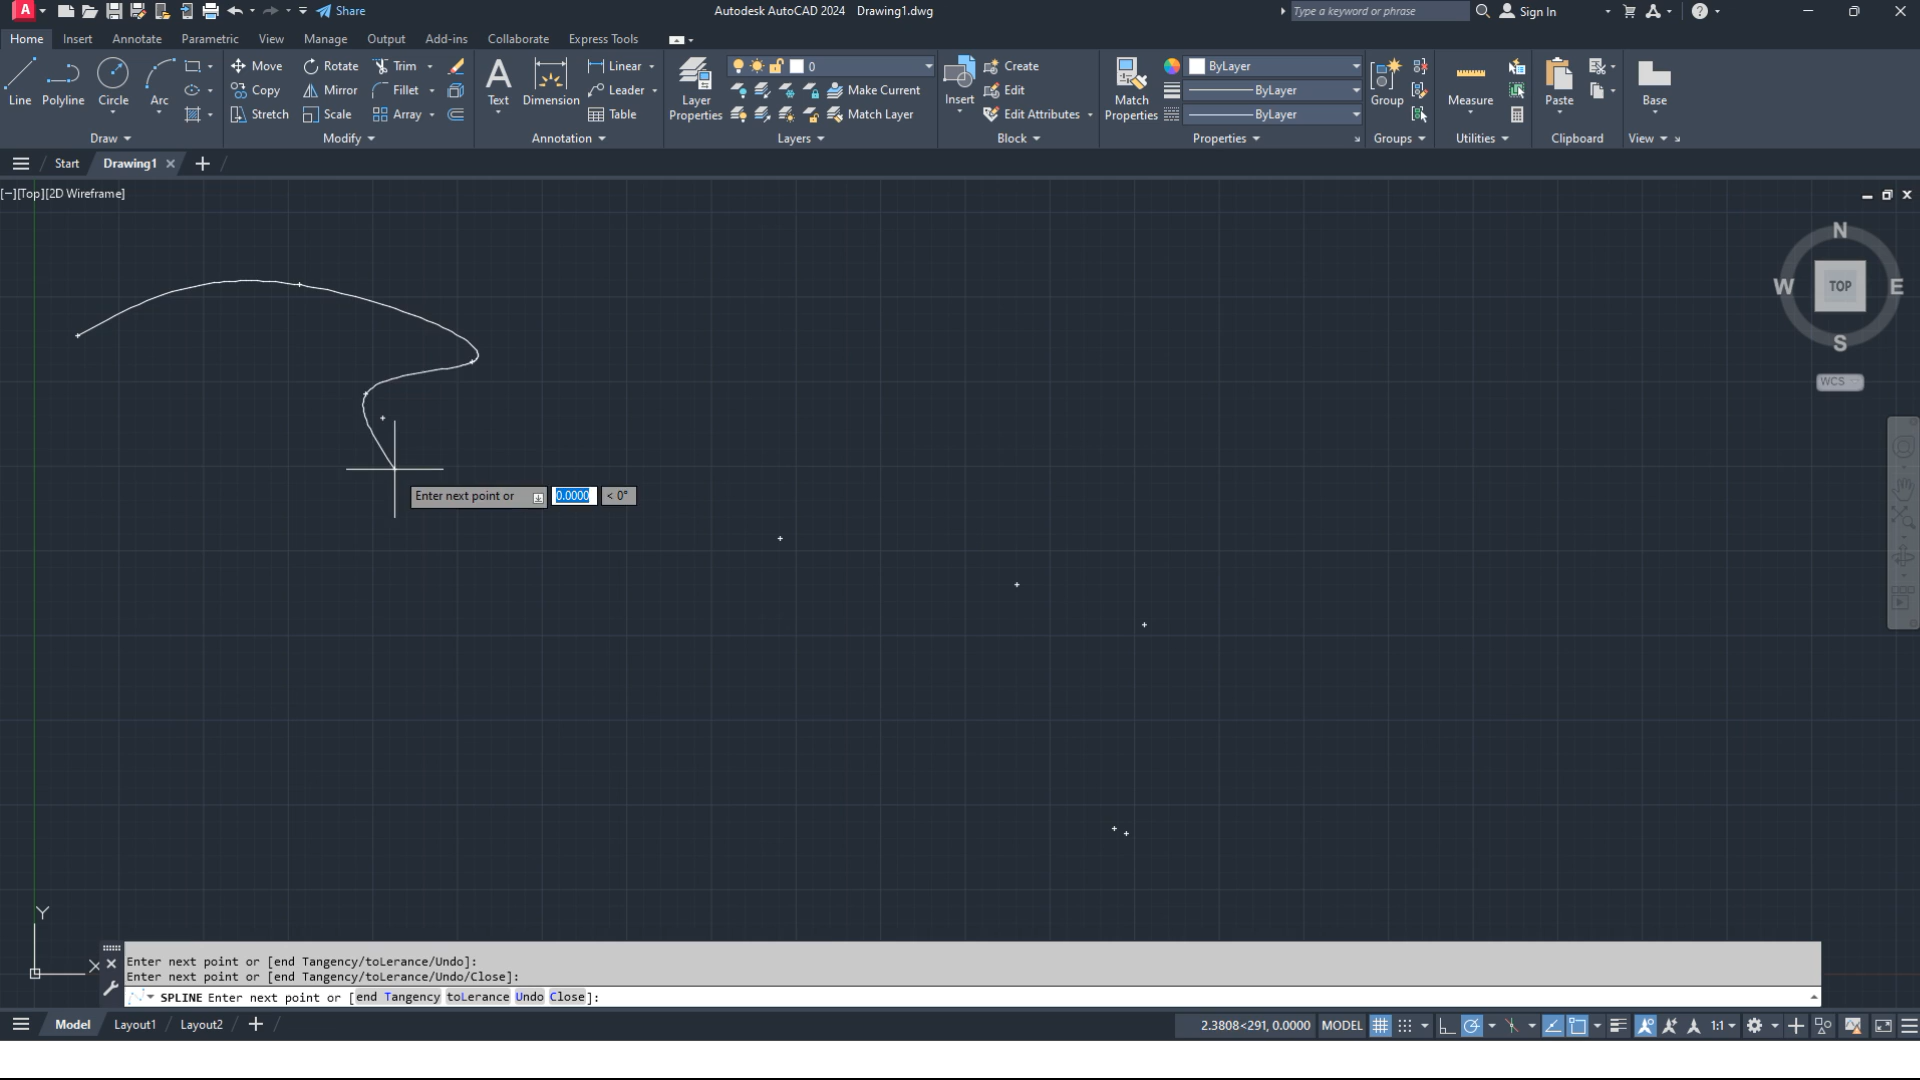 Share
Autodesk AutoCAD 2024 Drawing1.dwg
Type a keyword or phrase
Sign In
Home Insert Annotate Parametric View Manage Output Add-ins Collaborate Express Tools
Line Polyline Circle Arc
Move Rotate Trim
Copy Mirror Fillet
Stretch Scale Array
Text Dimension
Linear
Leader
Table
Layer Properties
0
Make Current
Match Layer
Insert
Create
Edit
Edit Attributes
Match Properties
ByLayer
ByLayer
ByLayer
Group
Measure
Paste
Base
Draw Modify Annotation Layers Block Properties Groups Utilities Clipboard View
Start Drawing1
[−][Top][2D Wireframe]
N
W TOP E
S
WCS
Enter next point or 0.0000 < 0°
Y
X
Enter next point or [end Tangency/toLerance/Undo]:
Enter next point or [end Tangency/toLerance/Undo/Close]:
SPLINE Enter next point or [end Tangency toLerance Undo Close]:
Model Layout1 Layout2
2.3808<291, 0.0000 MODEL 1:1